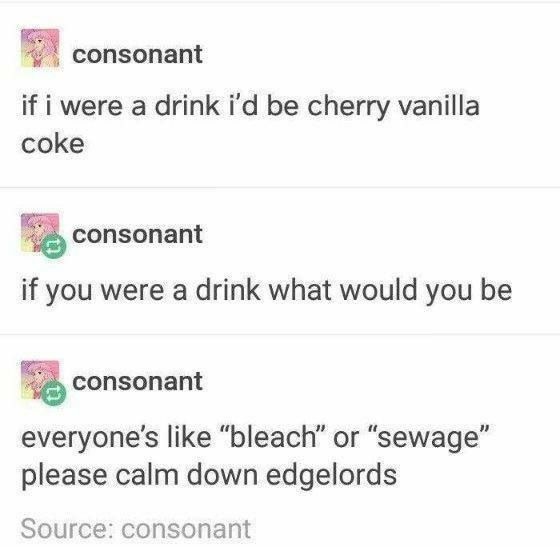 consonant
if i were a drink i'd be cherry vanilla
coke
consonant
if you were a drink what would you be
consonant
everyone's like “bleach” or “sewage”
please calm down edgelords
Source: consonant